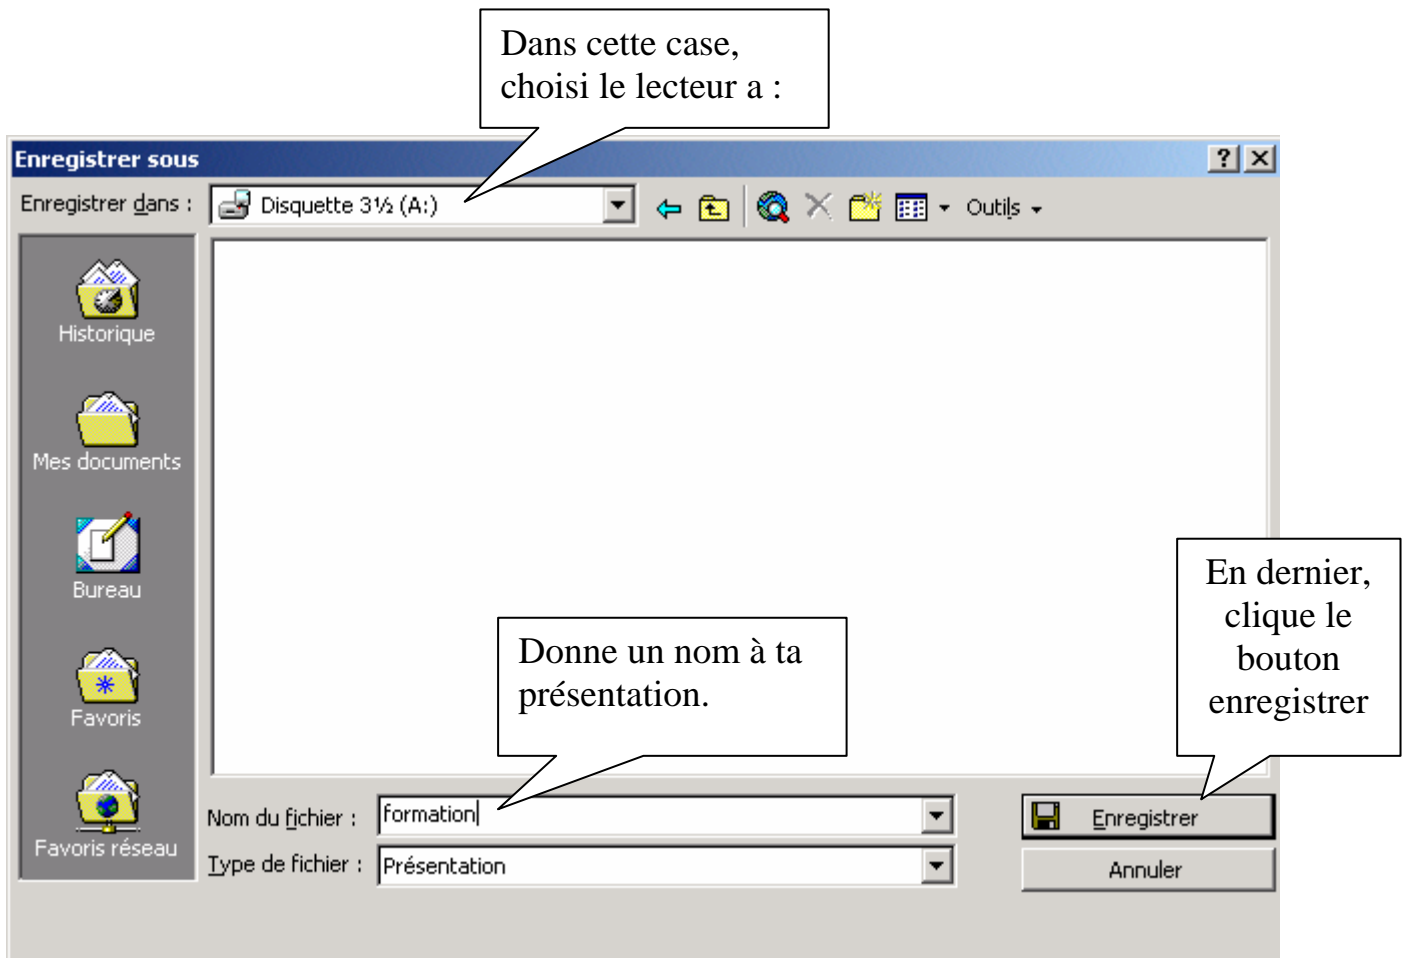 Dans cette case,
choisi le lecteur a :
Enregistrer sous
Enregistrer dans :
Disquette 3½ (A:)
Outils
Historique
Mes documents
Bureau
Favoris
Favoris réseau
Donne un nom à ta
présentation.
En dernier,
clique le
bouton
enregistrer
Nom du fichier :
formation
Enregistrer
Type de fichier :
Présentation
Annuler